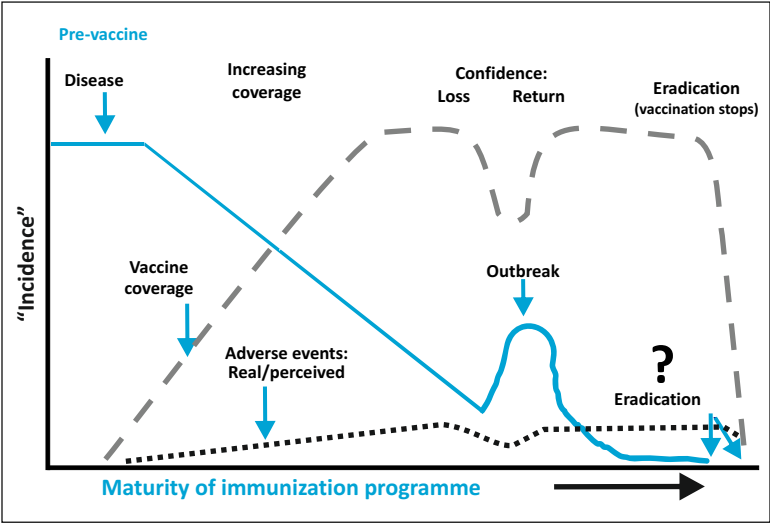 Pre-vaccine
Disease
Increasing
coverage
Confidence:
Loss Return
Eradication
(vaccination stops)
"Incidence"
Vaccine
coverage
Outbreak
Adverse events:
Real/perceived
?
Eradication
Maturity of immunization programme